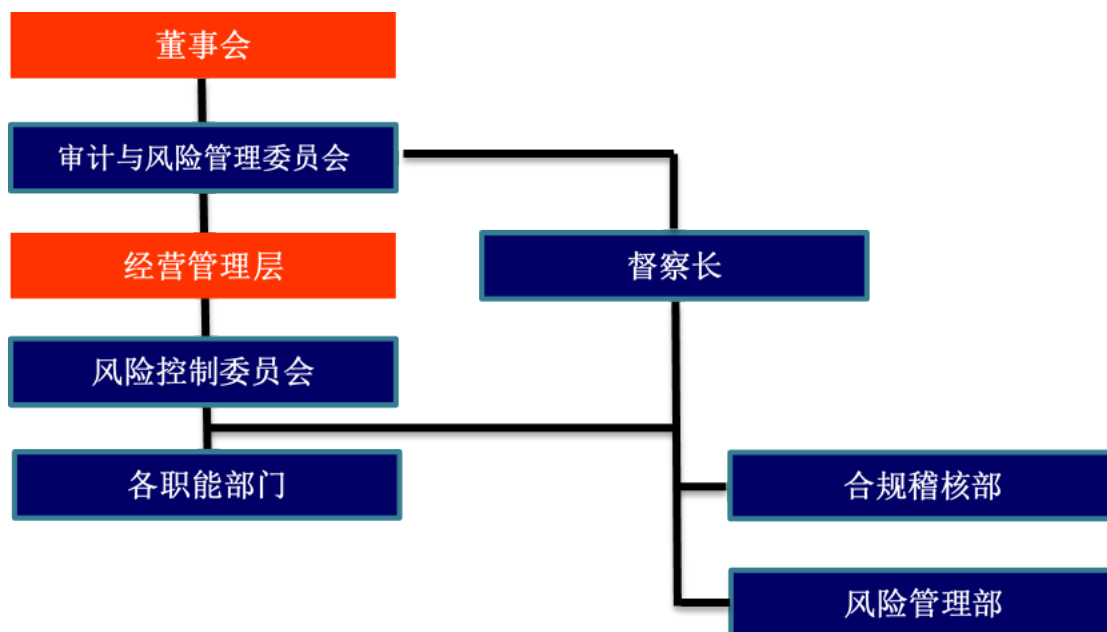 董事会
审计与风险管理委员会
经营管理层
督察长
风险控制委员会
各职能部门
合规稽核部
风险管理部